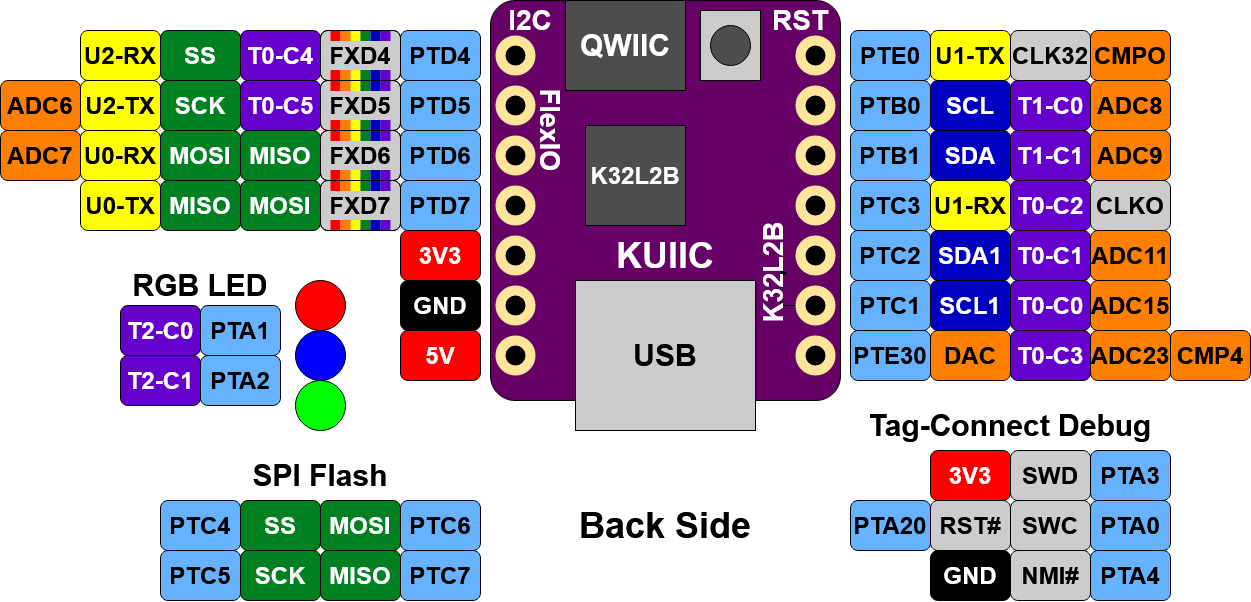 I2C QWIIC RST
U2-RX SS T0-C4 FXD4 PTD4
PTE0 U1-TX CLK32 CMPO
ADC6 U2-TX SCK T0-C5 FXD5 PTD5
PTB0 SCL T1-C0 ADC8
FlexIO
ADC7 U0-RX MOSI MISO FXD6 PTD6
PTB1 SDA T1-C1 ADC9
K32L2B
U0-TX MISO MOSI FXD7 PTD7
PTC3 U1-RX T0-C2 CLKO
3V3
KUIIC
PTC2 SDA1 T0-C1 ADC11
K32L2B
GND
PTC1 SCL1 T0-C0 ADC15
5V
USB
PTE30 DAC T0-C3 ADC23 CMP4
RGB LED
T2-C0 PTA1
T2-C1 PTA2
SPI Flash
PTC4 SS MOSI PTC6
PTC5 SCK MISO PTC7
Back Side
Tag-Connect Debug
3V3 SWD PTA3
PTA20 RST# SWC PTA0
GND NMI# PTA4